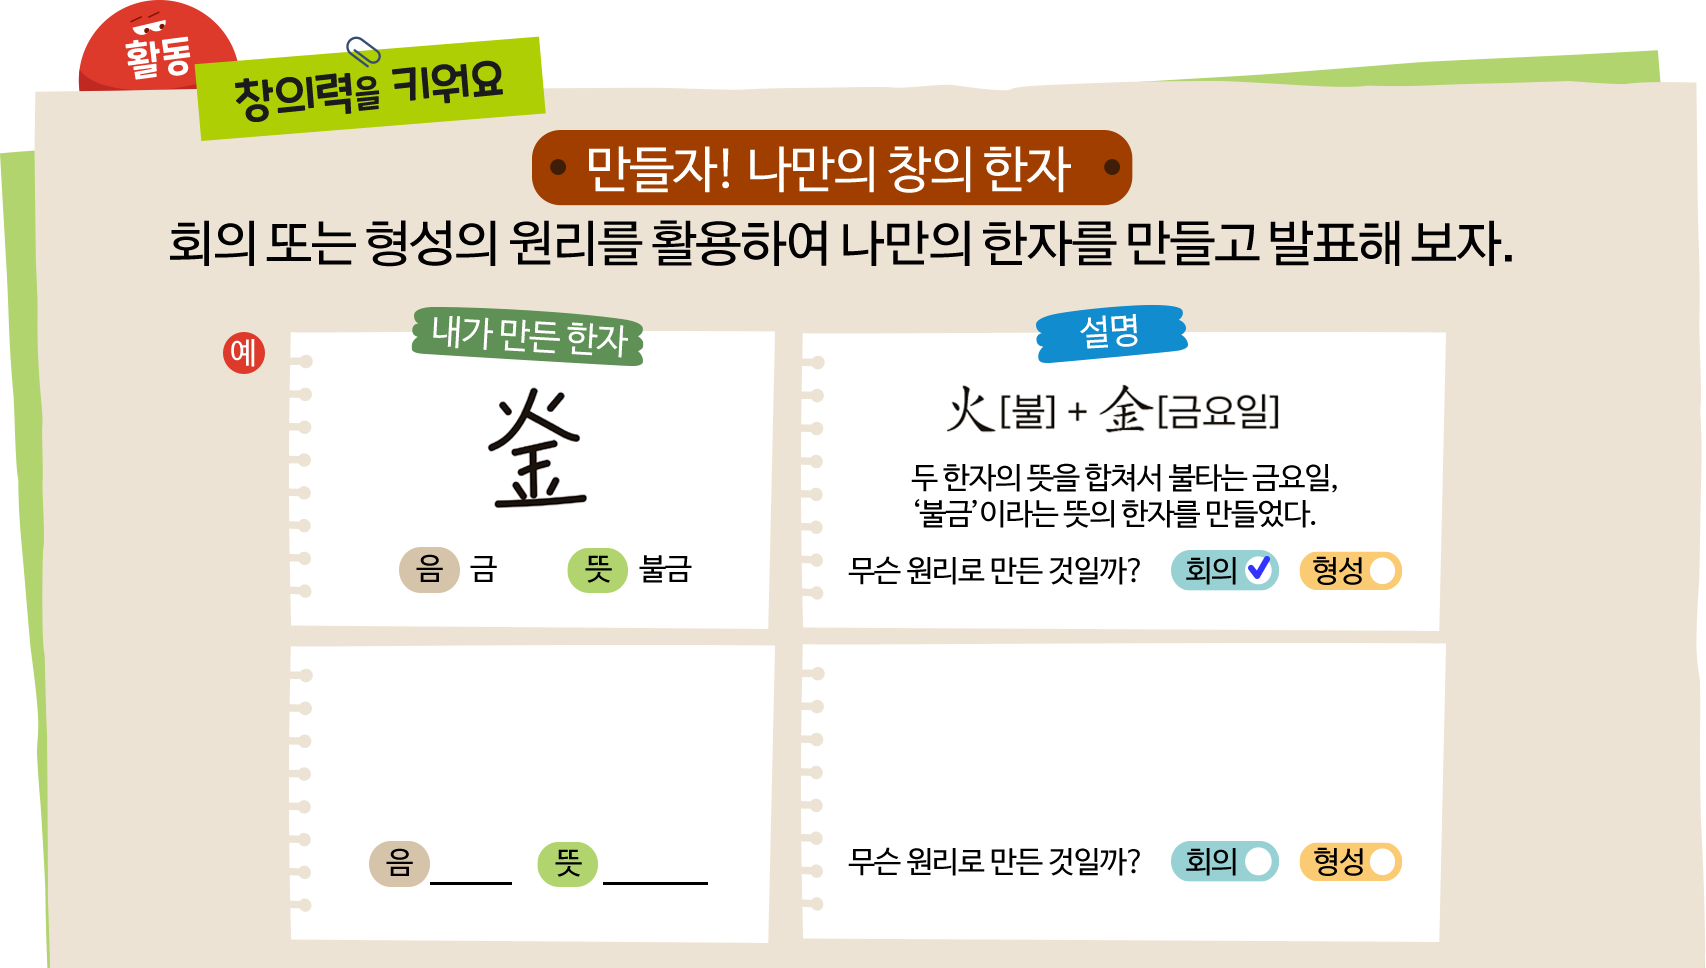 활동
창의력을 키워요
만들자! 나만의 창의 한자
회의 또는 형성의 원리를 활용하여 나만의 한자를 만들고 발표해 보자.
예
내가 만든 한자
음 금 뜻 불금
설명
火[불] + 金[금요일]
두 한자의 뜻을 합쳐서 불타는 금요일,
‘불금’이라는 뜻의 한자를 만들었다.
무슨 원리로 만든 것일까? 회의 형성
음 뜻
무슨 원리로 만든 것일까? 회의 형성